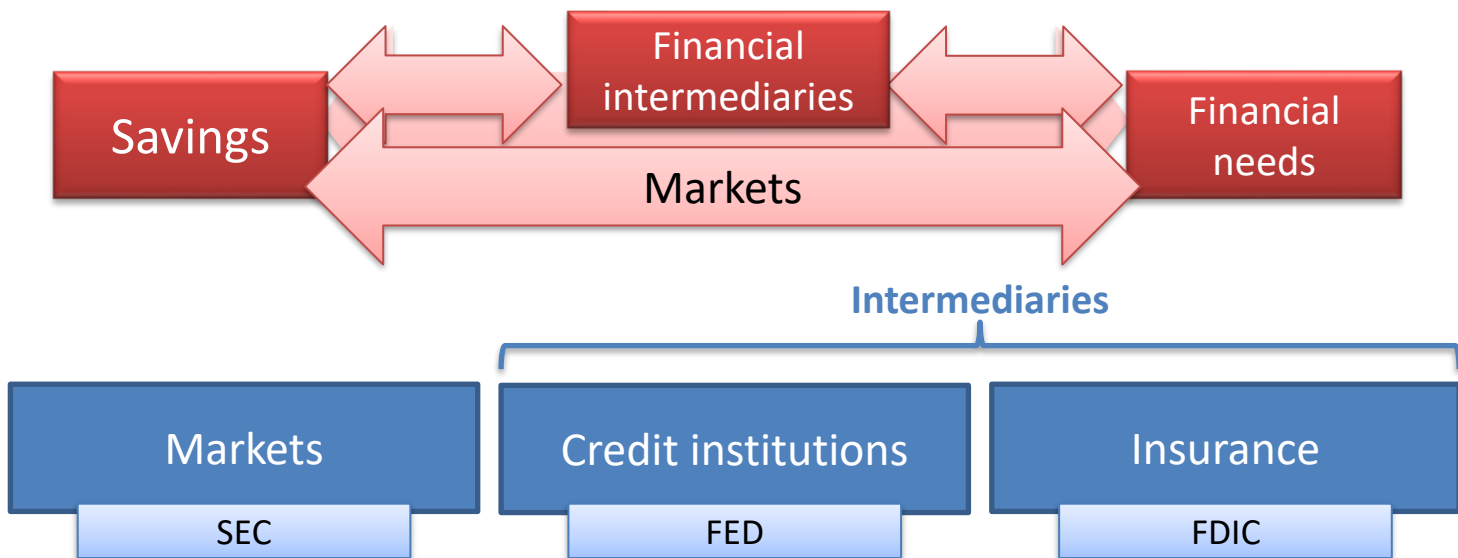 Financial
intermediaries
Savings
Financial
needs
Markets
Intermediaries
Markets
Credit institutions
Insurance
SEC
FED
FDIC